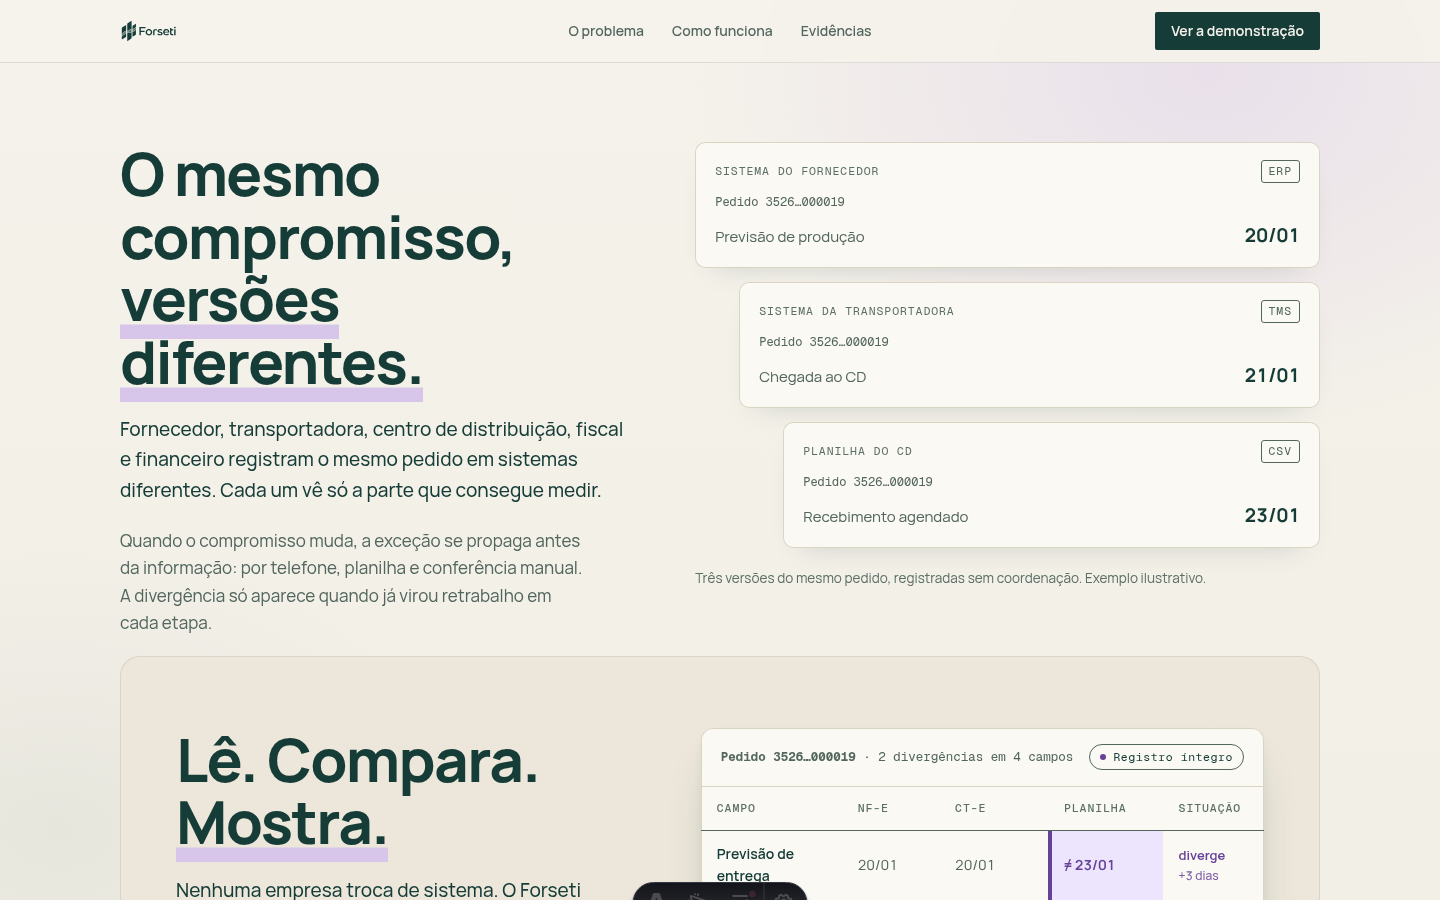 Forseti
O problema
Como funciona
Evidências
Ver a demonstração
O mesmo
compromisso,
versões
diferentes.
Fornecedor, transportadora, centro de distribuição, fiscal
e financeiro registram o mesmo pedido em sistemas
diferentes. Cada um vê só a parte que consegue medir.
Quando o compromisso muda, a exceção se propaga antes
da informação: por telefone, planilha e conferência manual.
A divergência só aparece quando já virou retrabalho em
cada etapa.
SISTEMA DO FORNECEDOR
ERP
Pedido 3526…000019
Previsão de produção
20/01
SISTEMA DA TRANSPORTADORA
TMS
Pedido 3526…000019
Chegada ao CD
21/01
PLANILHA DO CD
CSV
Pedido 3526…000019
Recebimento agendado
23/01
Três versões do mesmo pedido, registradas sem coordenação. Exemplo ilustrativo.
Lê. Compara.
Mostra.
Nenhuma empresa troca de sistema. O Forseti
Pedido 3526…000019 · 2 divergências em 4 campos
Registro íntegro
CAMPO
NF-E
CT-E
PLANILHA
SITUAÇÃO
Previsão de
entrega
20/01
20/01
≠ 23/01
diverge
+3 dias